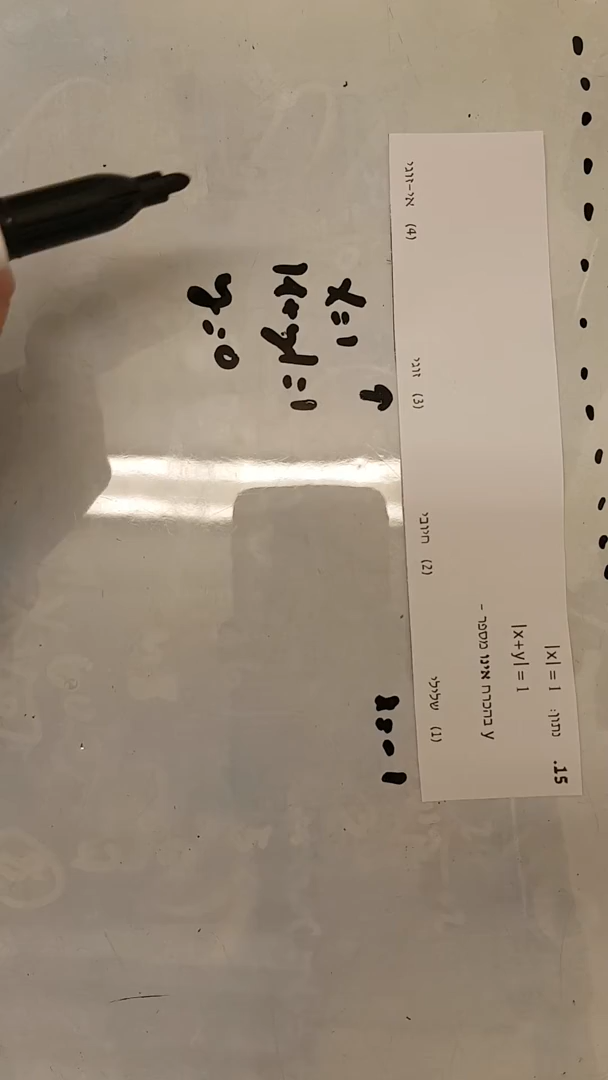 .15 נתון: |x| = 1
|x+y| = 1
y בהכרח אינו מספר -
(1) שלילי (2) חיובי (3) זוגי (4) אי-זוגי
x=-1
x=1
|1+y|=1
y=0